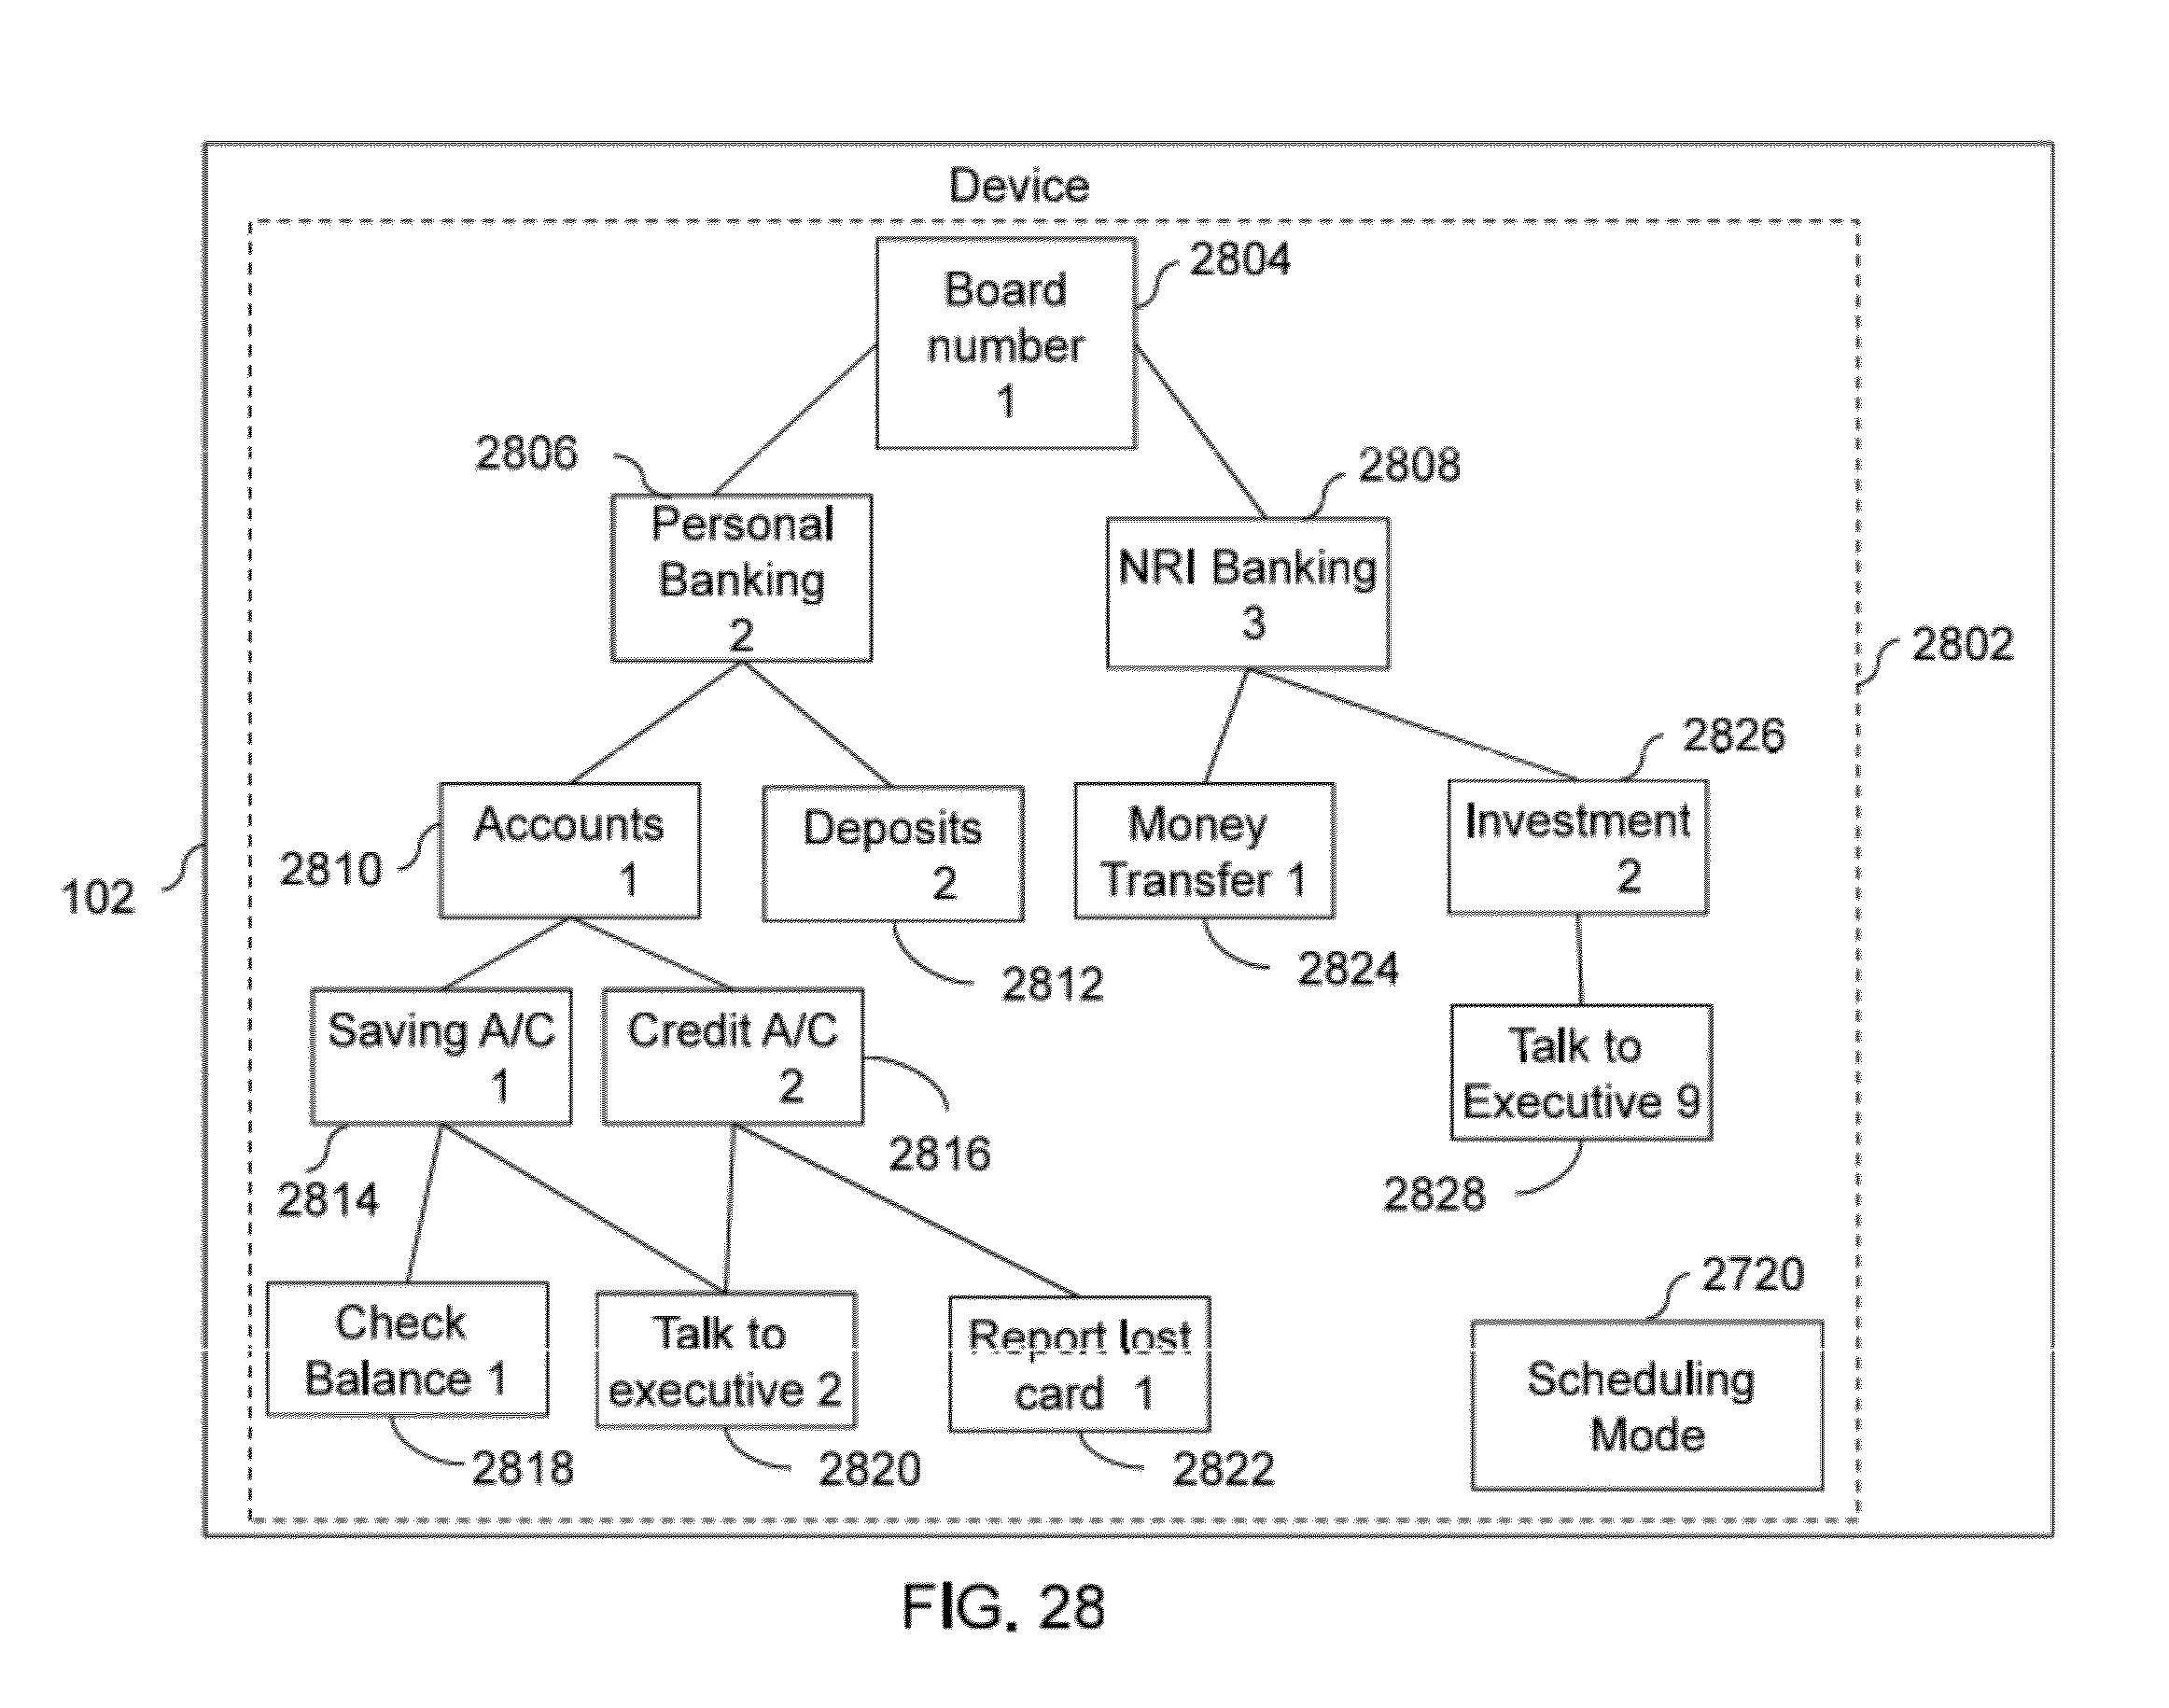 Device
2804
Board
number
1
2806
2808
Personal
Banking
2
NRI Banking
3
2802
2826
Accounts
1
Deposits
2
Money
Transfer 1
Investment
2
2810
102
2812
2824
Saving A/C
1
Credit A/C
2
Talk to
Executive 9
2814
2816
2828
2720
Check
Balance 1
Talk to
executive 2
Report lost
card 1
Scheduling
Mode
2818
2820
2822
FIG. 28